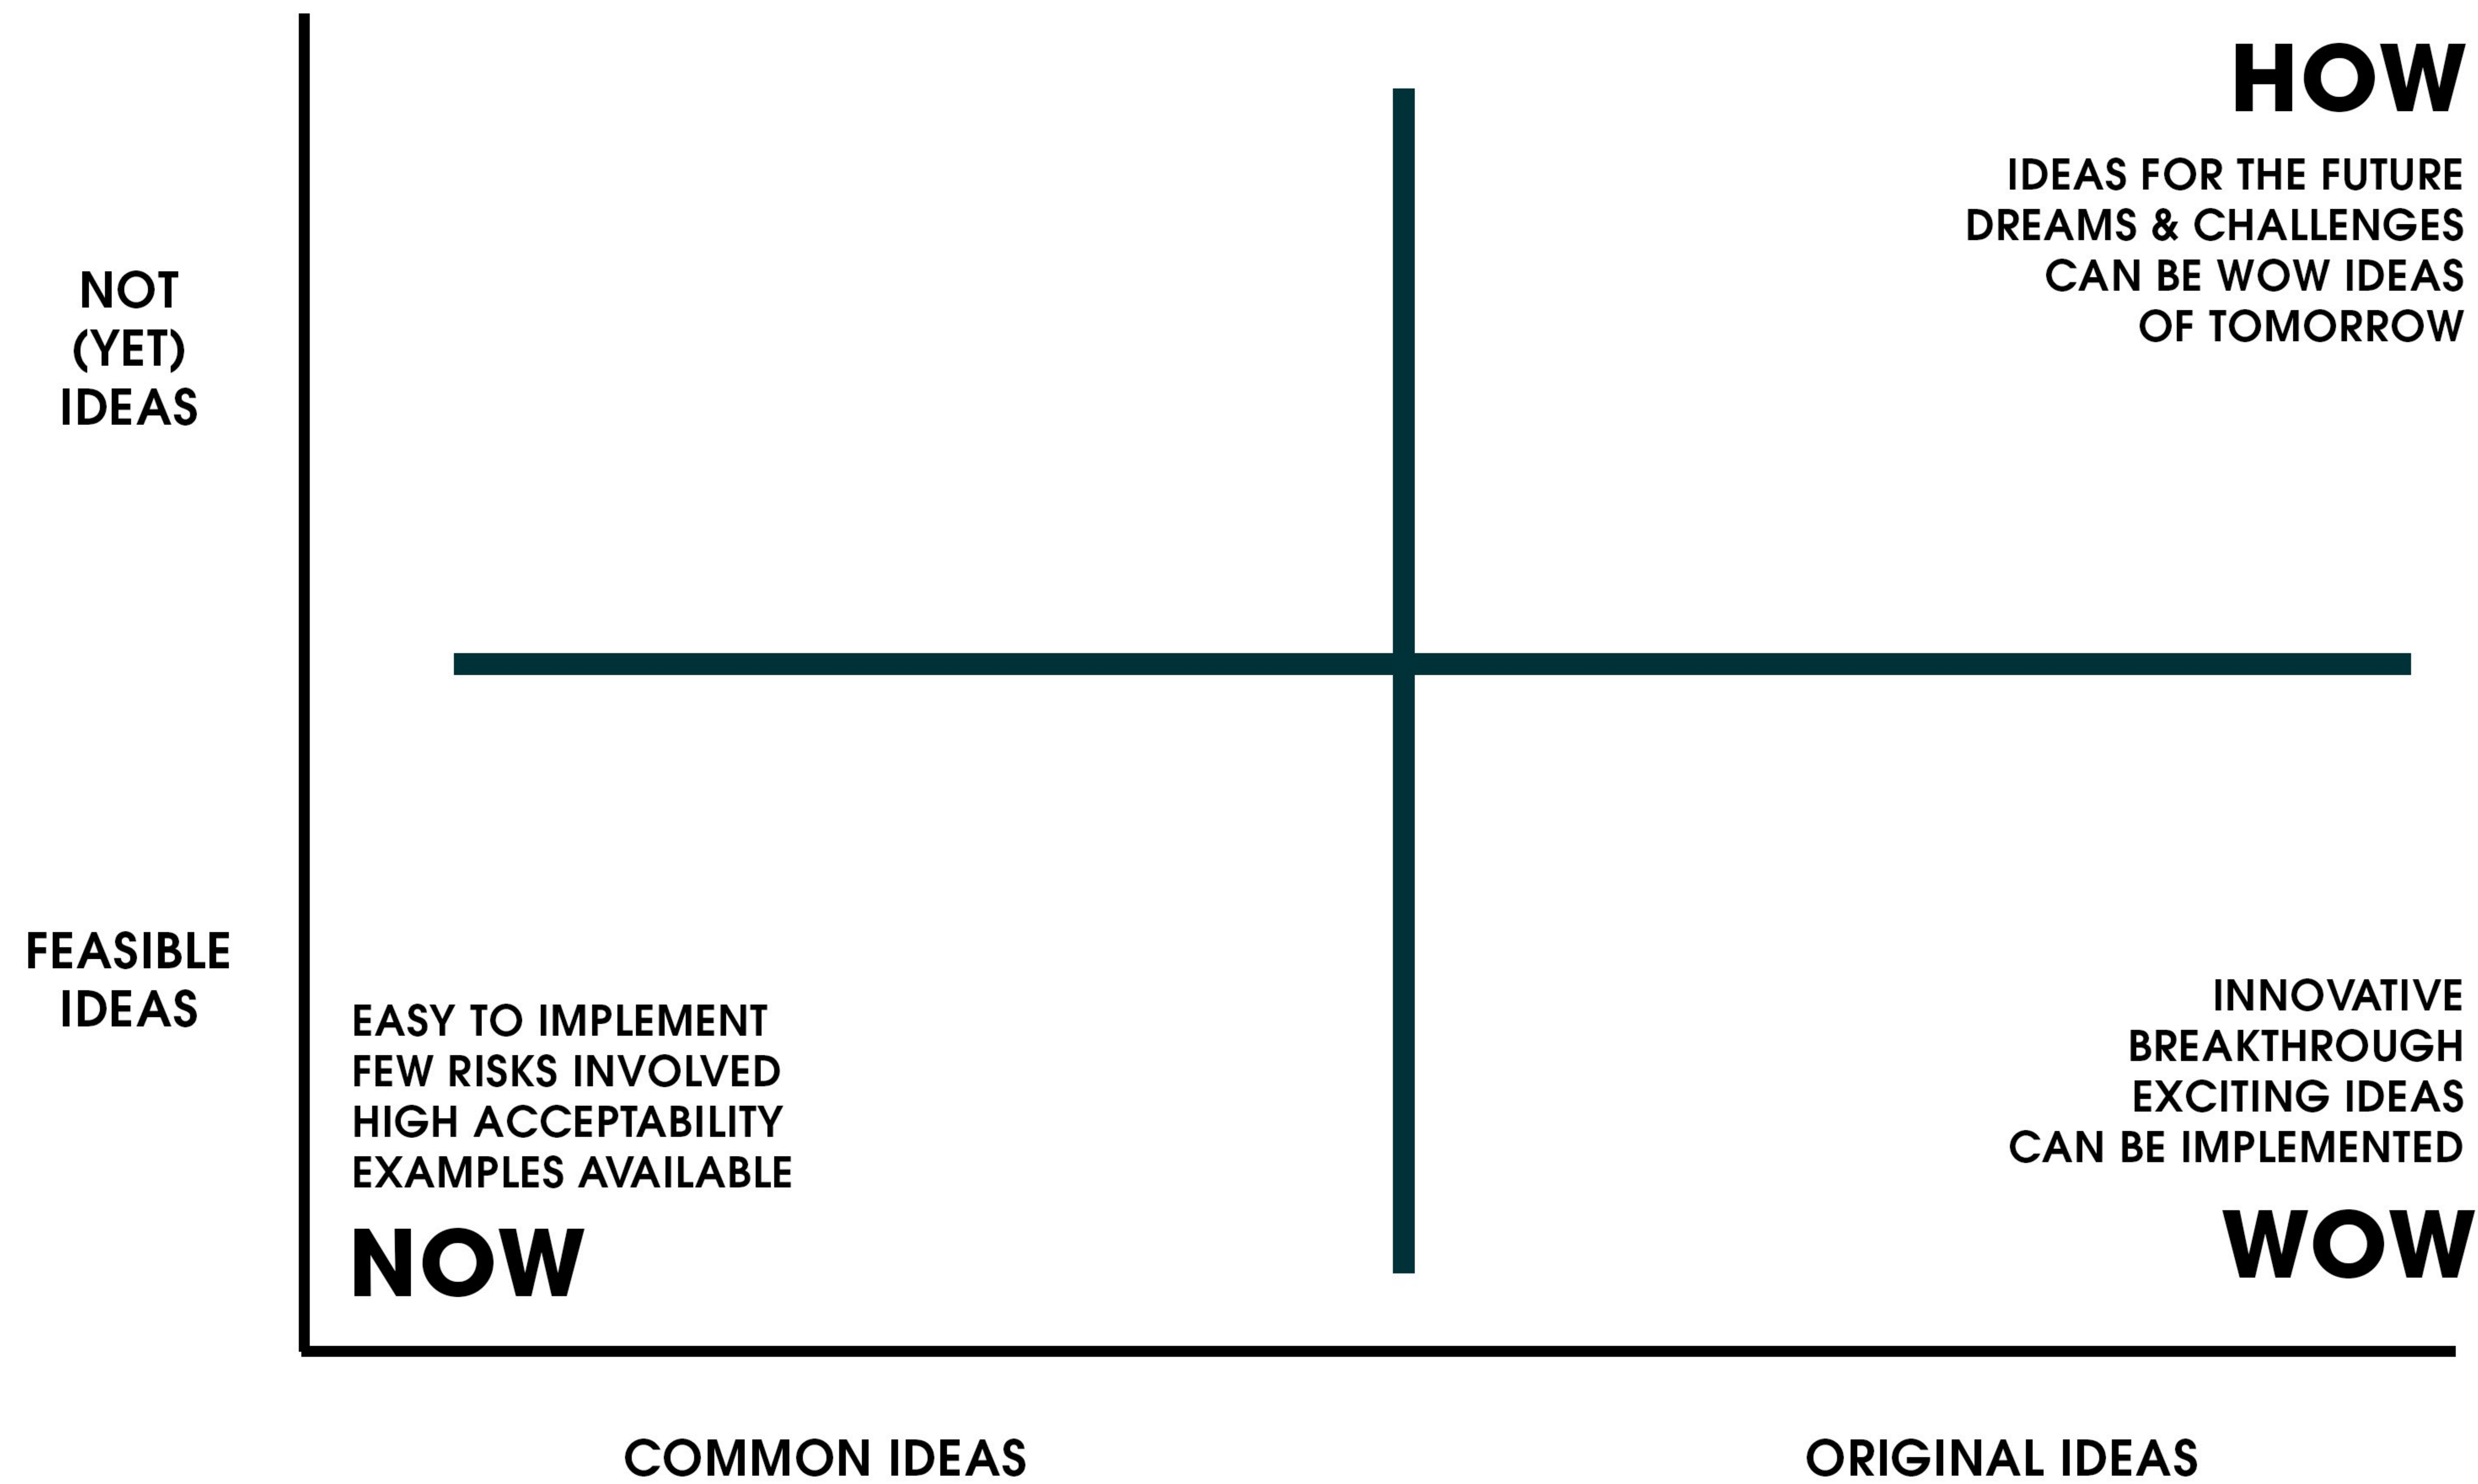 HOW
IDEAS FOR THE FUTURE
DREAMS & CHALLENGES
CAN BE WOW IDEAS
OF TOMORROW
NOT
(YET)
IDEAS
FEASIBLE
IDEAS
EASY TO IMPLEMENT
FEW RISKS INVOLVED
HIGH ACCEPTABILITY
EXAMPLES AVAILABLE
NOW
INNOVATIVE
BREAKTHROUGH
EXCITING IDEAS
CAN BE IMPLEMENTED
WOW
COMMON IDEAS
ORIGINAL IDEAS